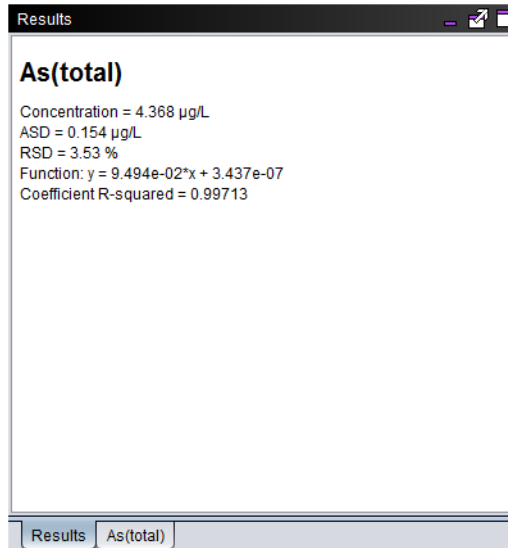 Results
As(total)
Concentration = 4.368 µg/L
ASD = 0.154 µg/L
RSD = 3.53 %
Function: y = 9.494e-02*x + 3.437e-07
Coefficient R-squared = 0.99713
Results As(total)